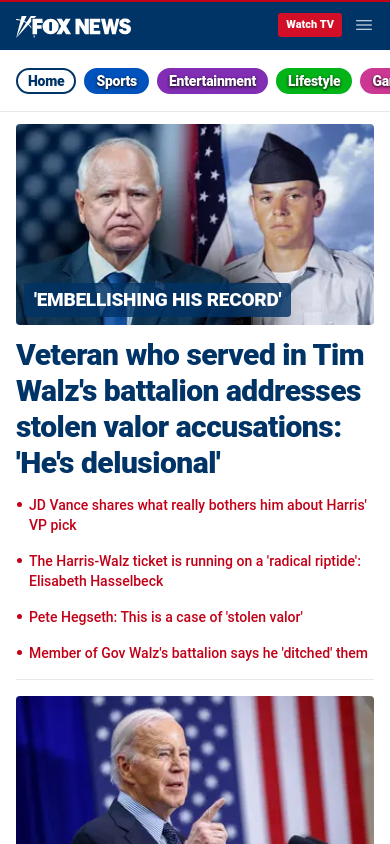 FOX NEWS
Watch TV
Home
Sports
Entertainment
Lifestyle
'EMBELLISHING HIS RECORD'
Veteran who served in Tim
Walz's battalion addresses
stolen valor accusations:
'He's delusional'
• JD Vance shares what really bothers him about Harris'
VP pick
• The Harris-Walz ticket is running on a 'radical riptide':
Elisabeth Hasselbeck
• Pete Hegseth: This is a case of 'stolen valor'
• Member of Gov Walz's battalion says he 'ditched' them